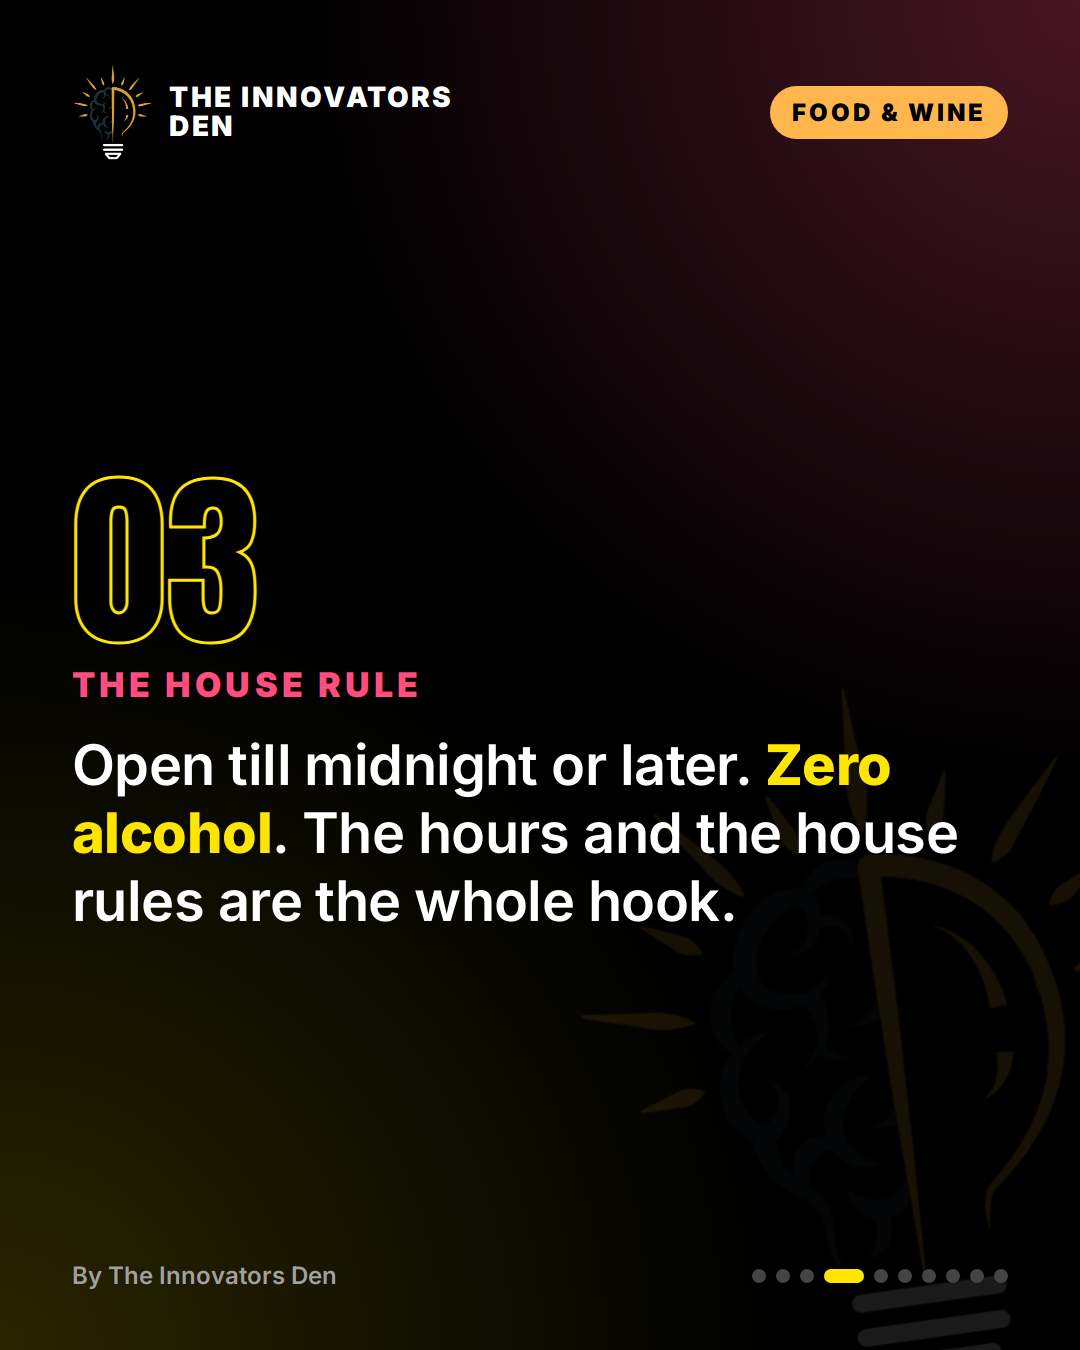 THE INNOVATORS
DEN
FOOD & WINE
03
THE HOUSE RULE
Open till midnight or later. Zero
alcohol. The hours and the house
rules are the whole hook.
By The Innovators Den